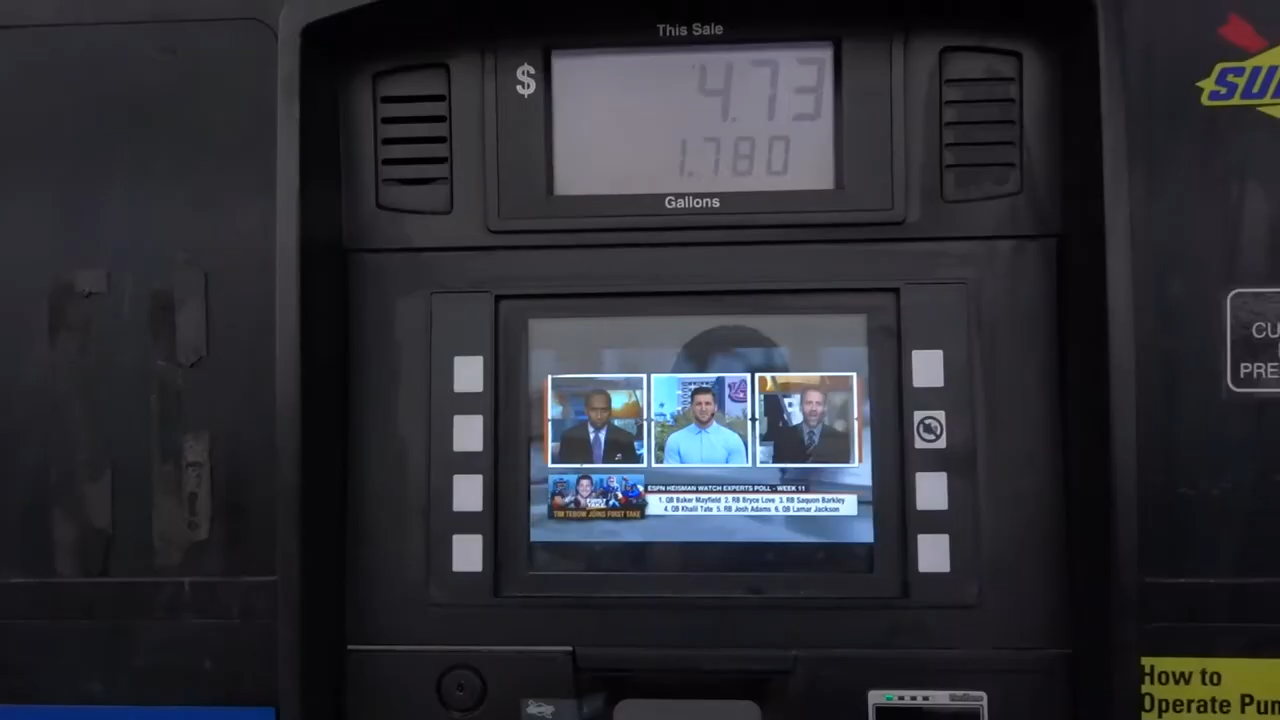 This Sale
$ 4.73
1.780
Gallons
SU
CU
PRE
ESPN HEISMAN WATCH EXPERTS POLL - WEEK 11
1. QB Baker Mayfield 2. RB Bryce Love 3. RB Saquon Barkley
4. QB Khalil Tate 5. RB Josh Adams 6. QB Lamar Jackson
FIRST TAKE
TIM TEBOW JOINS FIRST TAKE
How to
Operate Pum